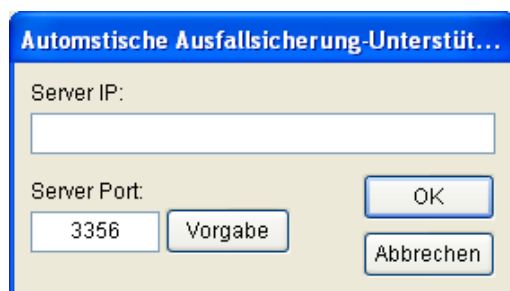 Automstische Ausfallsicherung-Unterstüt...
Server IP:
Server Port:
3356
Vorgabe
OK
Abbrechen